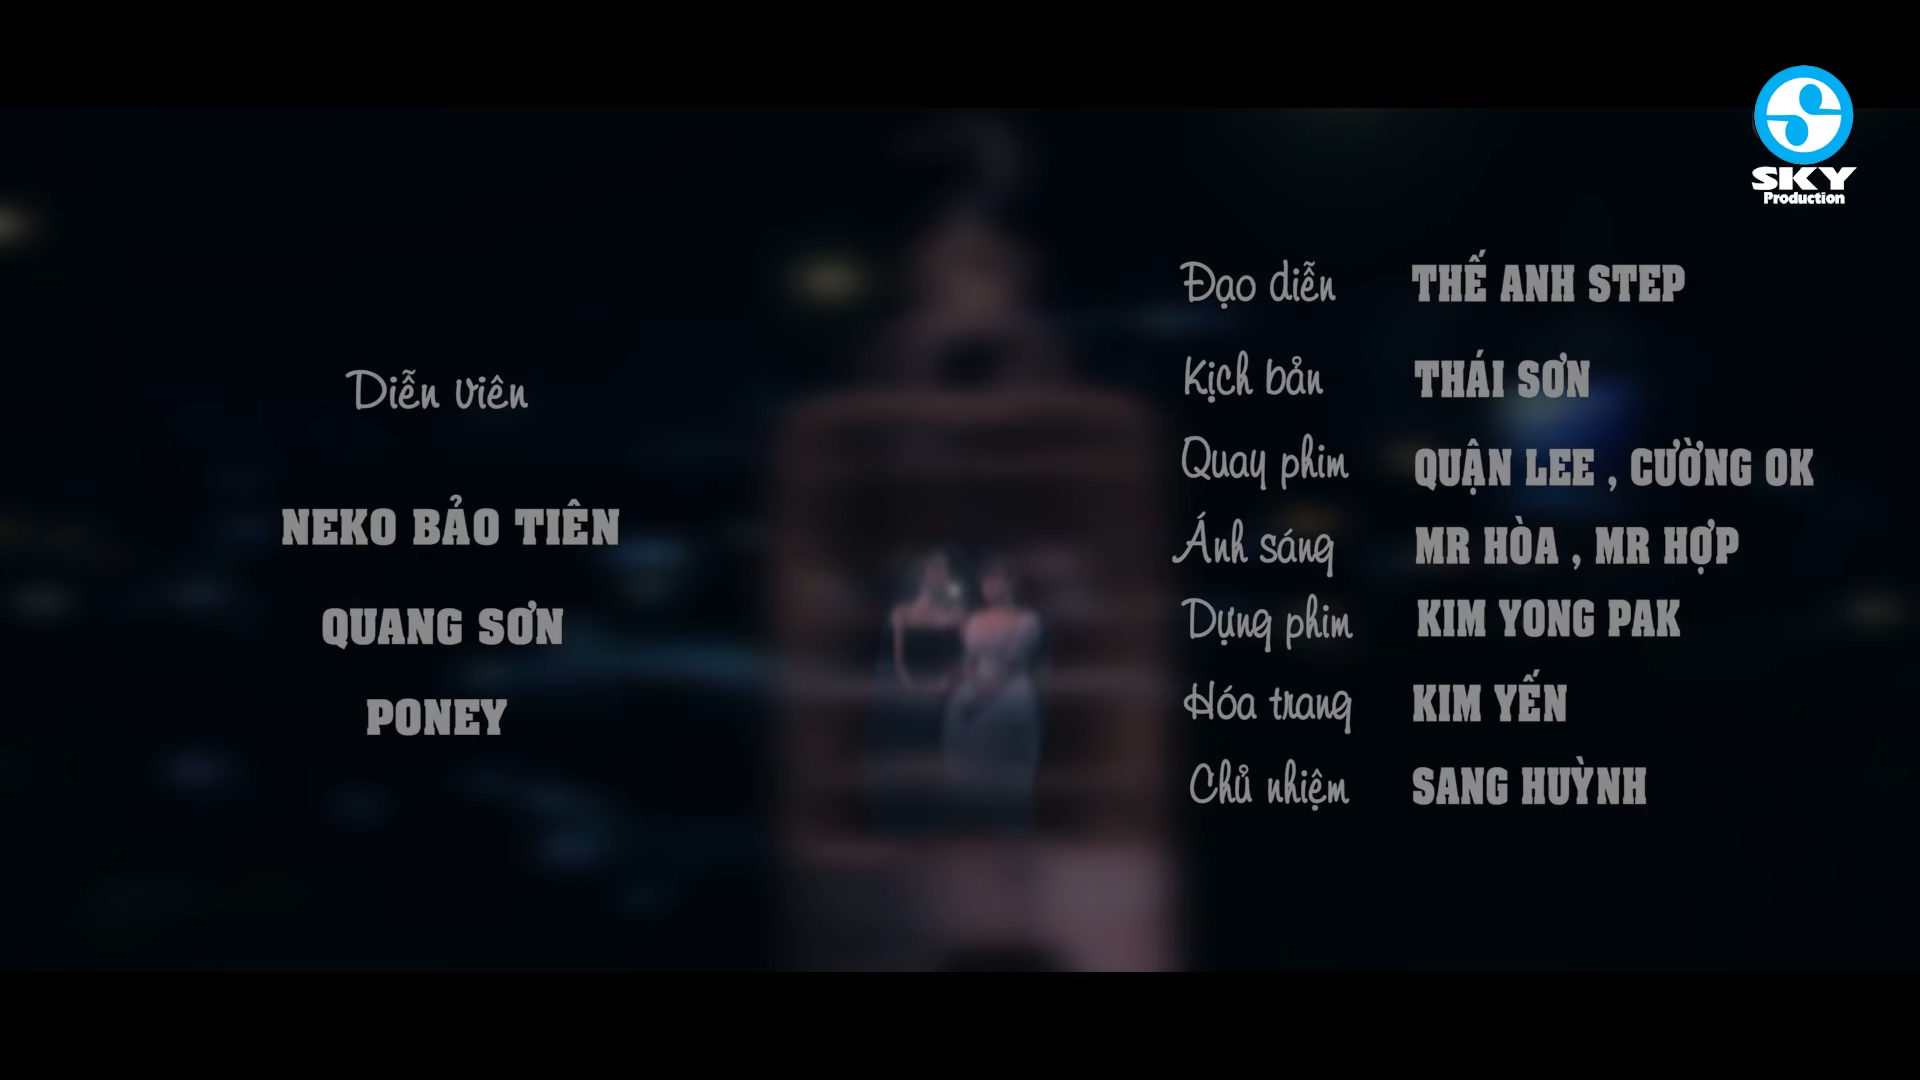 SKY
Production
Diễn viên
NEKO BẢO TIÊN
QUANG SƠN
PONEY
Đạo diễn THẾ ANH STEP
Kịch bản THÁI SƠN
Quay phim QUẬN LEE , CƯỜNG OK
Ánh sáng MR HÒA , MR HỢP
Dựng phim KIM YONG PAK
Hóa trang KIM YẾN
Chủ nhiệm SANG HUỲNH